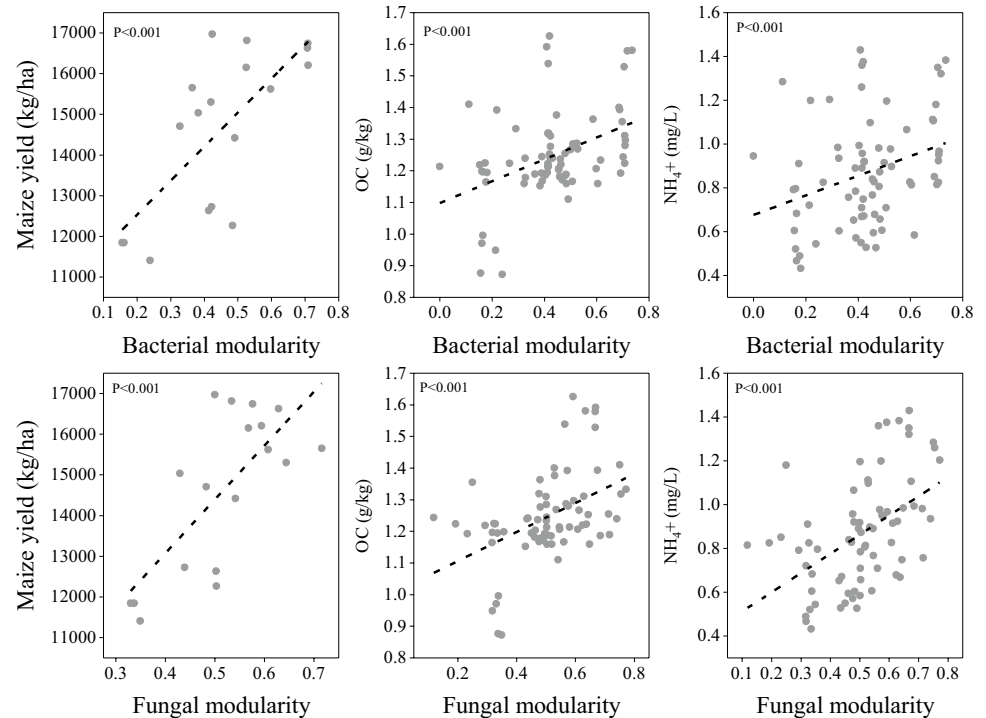 Maize yield (kg/ha)
17000
16000
15000
14000
13000
12000
11000
P<0.001
0.1 0.2 0.3 0.4 0.5 0.6 0.7 0.8
Bacterial modularity
OC (g/kg)
1.7
1.6
1.5
1.4
1.3
1.2
1.1
1.0
0.9
0.8
P<0.001
0.0 0.2 0.4 0.6 0.8
Bacterial modularity
NH₄+ (mg/L)
1.6
1.4
1.2
1.0
0.8
0.6
0.4
P<0.001
0.0 0.1 0.2 0.3 0.4 0.5 0.6 0.7 0.8
Bacterial modularity
Maize yield (kg/ha)
17000
16000
15000
14000
13000
12000
11000
P<0.001
0.3 0.4 0.5 0.6 0.7
Fungal modularity
OC (g/kg)
1.7
1.6
1.5
1.4
1.3
1.2
1.1
1.0
0.9
0.8
P<0.001
0.2 0.4 0.6 0.8
Fungal modularity
NH₄+ (mg/L)
1.6
1.4
1.2
1.0
0.8
0.6
0.4
P<0.001
0.1 0.2 0.3 0.4 0.5 0.6 0.7 0.8
Fungal modularity